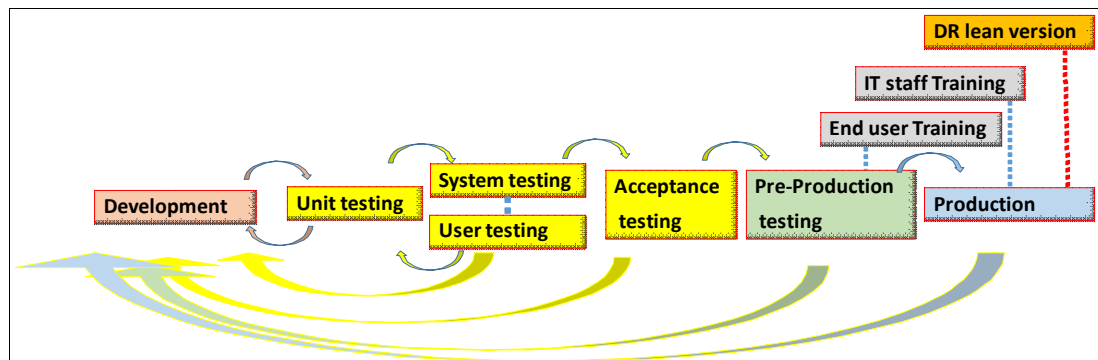 DR lean version
IT staff Training
End user Training
System testing
Acceptance
testing
Pre-Production
testing
Development
Unit testing
User testing
Production